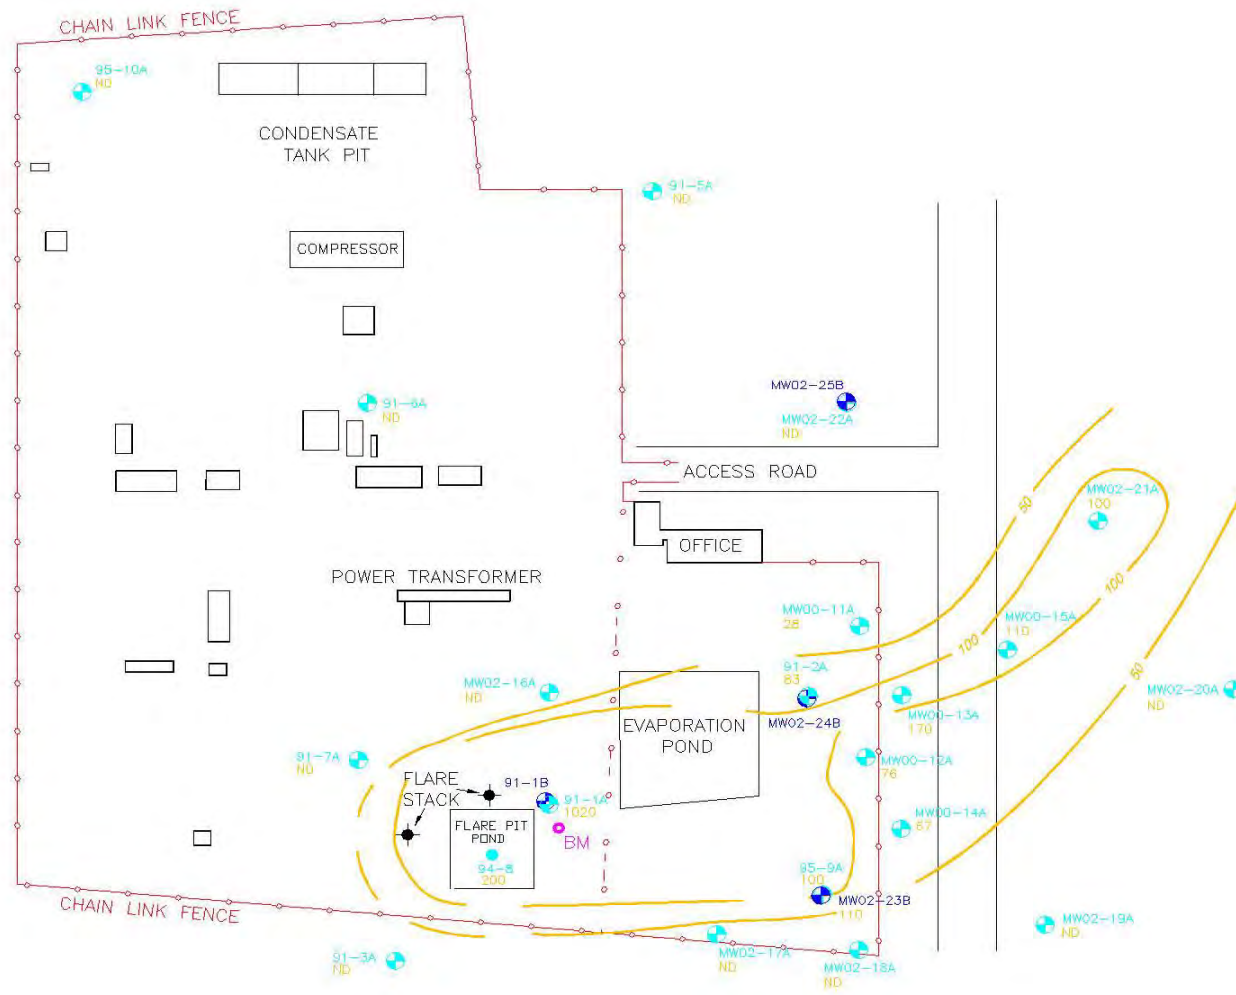 CHAIN LINK FENCE
95-10A
ND
CONDENSATE
TANK PIT
91-5A
ND
COMPRESSOR
MW02-25B
91-6A
ND
MW02-22A
ND
ACCESS ROAD
MW02-21A
100
50
OFFICE
POWER TRANSFORMER
100
MW00-11A
28
MW00-15A
110
100
91-2A
83
50
MW02-16A
ND
MW02-20A
ND
MW00-13A
170
MW02-24B
EVAPORATION
POND
91-7A
ND
MW00-12A
76
FLARE
STACK
91-1B
91-1A
1020
MW00-14A
67
FLARE PIT
POND
BM
94-8
200
95-9A
100
MW02-23B
110
CHAIN LINK FENCE
MW02-19A
ND
91-3A
ND
MW02-17A
ND
MW02-18A
ND